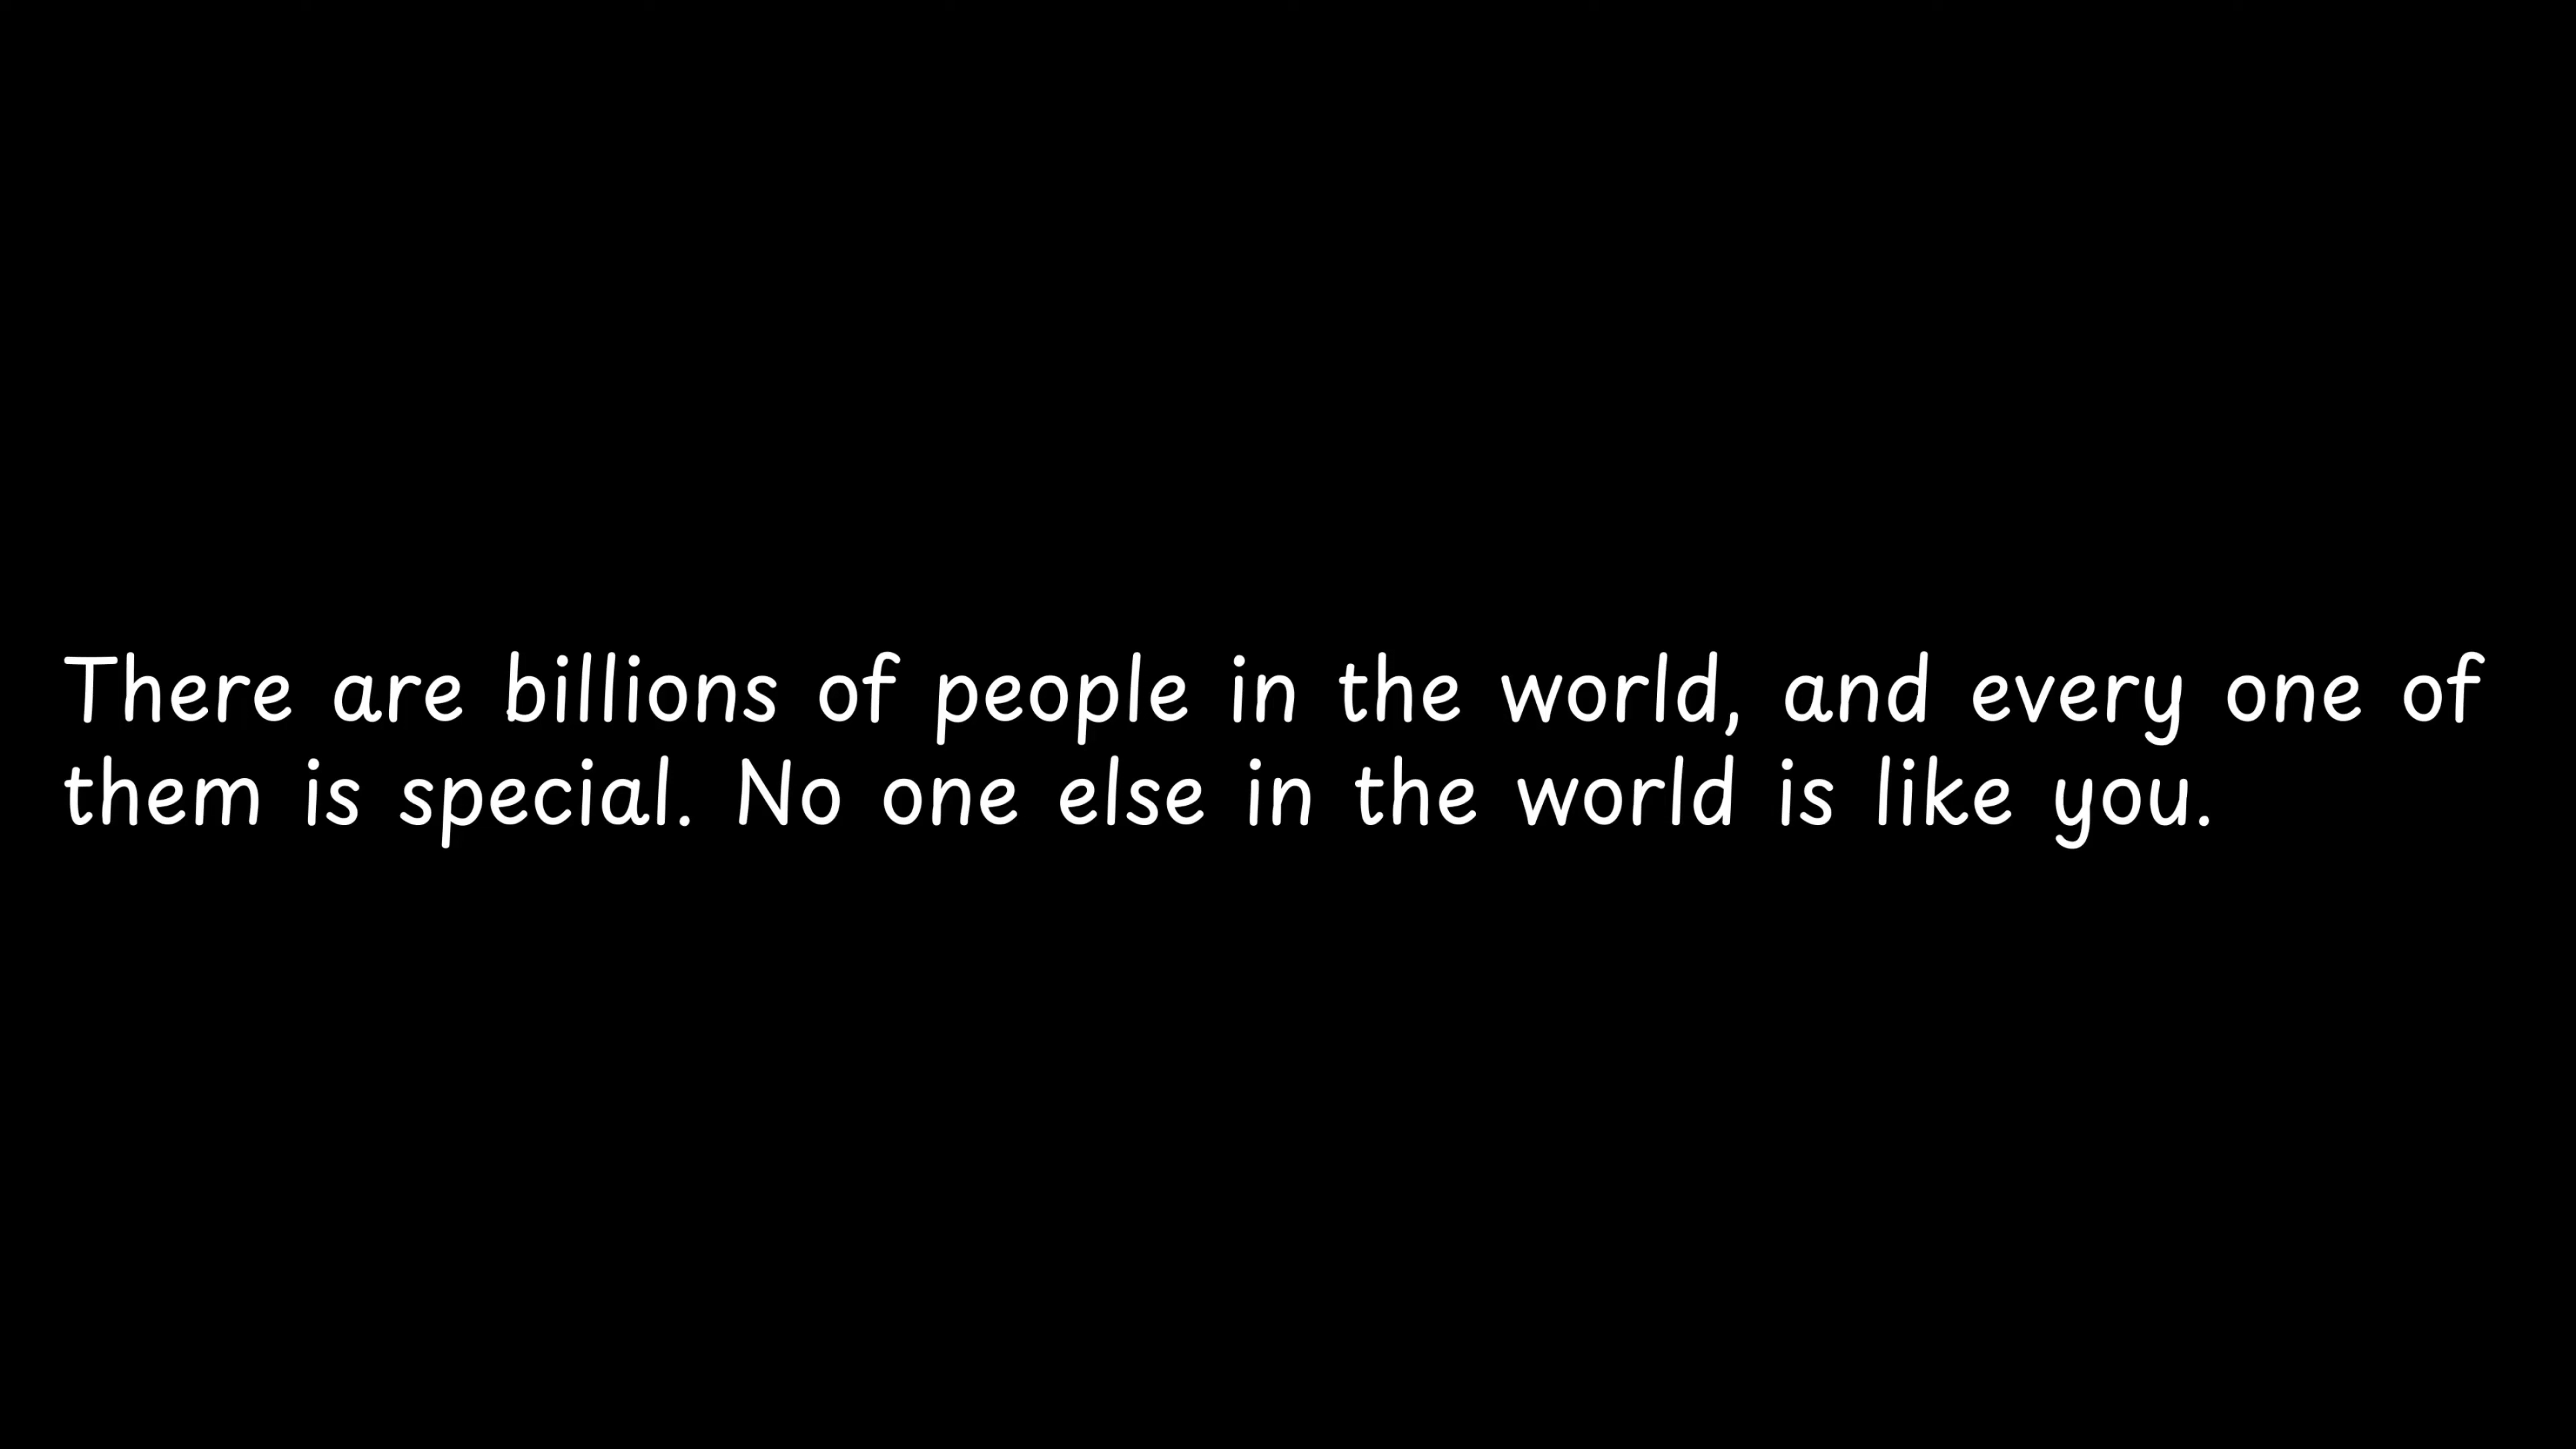 There are billions of people in the world, and every one of
them is special. No one else in the world is like you.